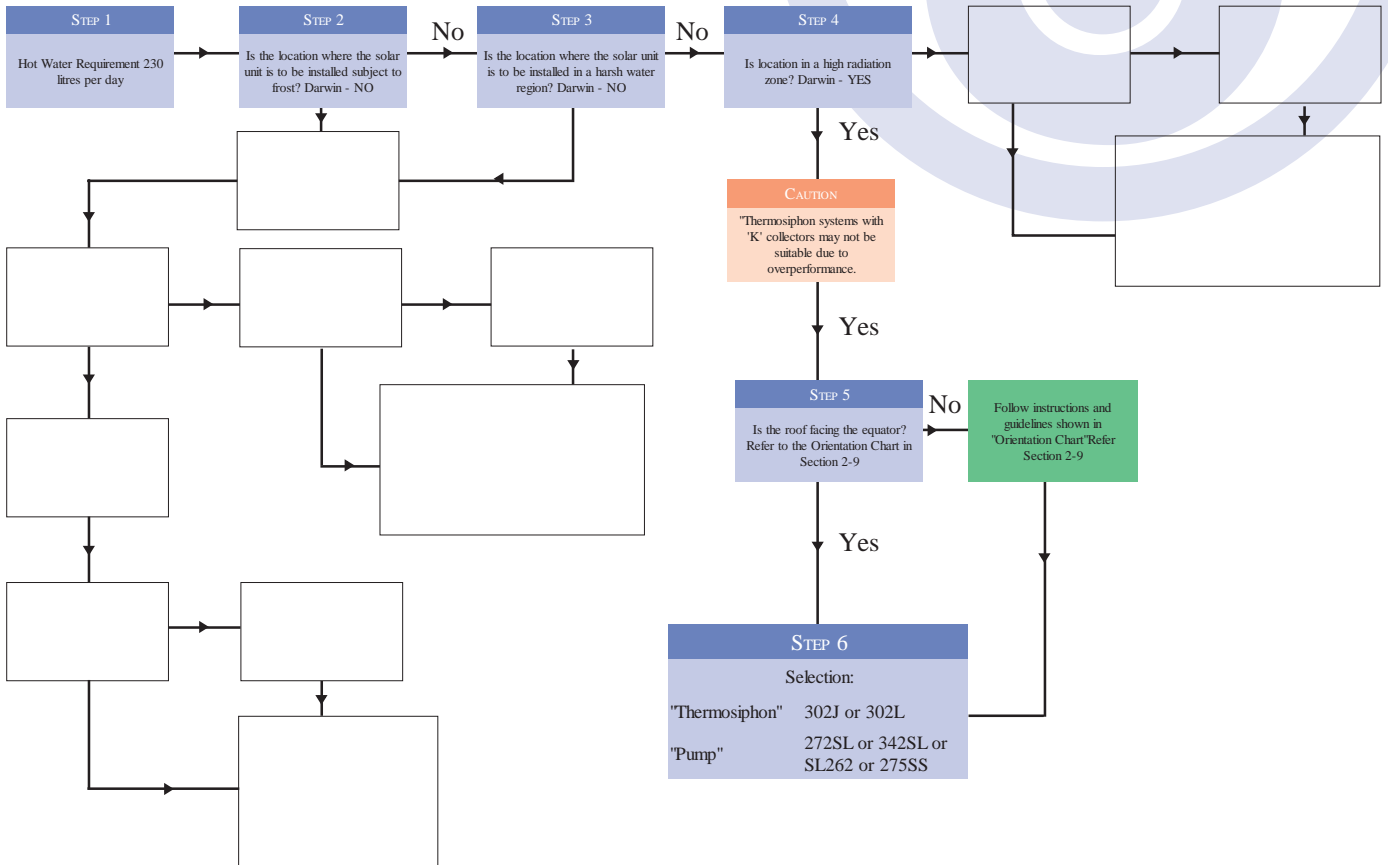 STEP 1
Hot Water Requirement 230
litres per day
STEP 2
Is the location where the solar
unit is to be installed subject to
frost? Darwin - NO
No
STEP 3
Is the location where the solar unit
is to be installed in a harsh water
region? Darwin - NO
No
STEP 4
Is location in a high radiation
zone? Darwin - YES
Yes
CAUTION
"Thermosiphon systems with
'K' collectors may not be
suitable due to
overperformance.
Yes
STEP 5
Is the roof facing the equator?
Refer to the Orientation Chart in
Section 2-9
No
Follow instructions and
guidelines shown in
"Orientation Chart"Refer
Section 2-9
Yes
STEP 6
Selection:
"Thermosiphon" 302J or 302L
"Pump" 272SL or 342SL or
SL262 or 275SS